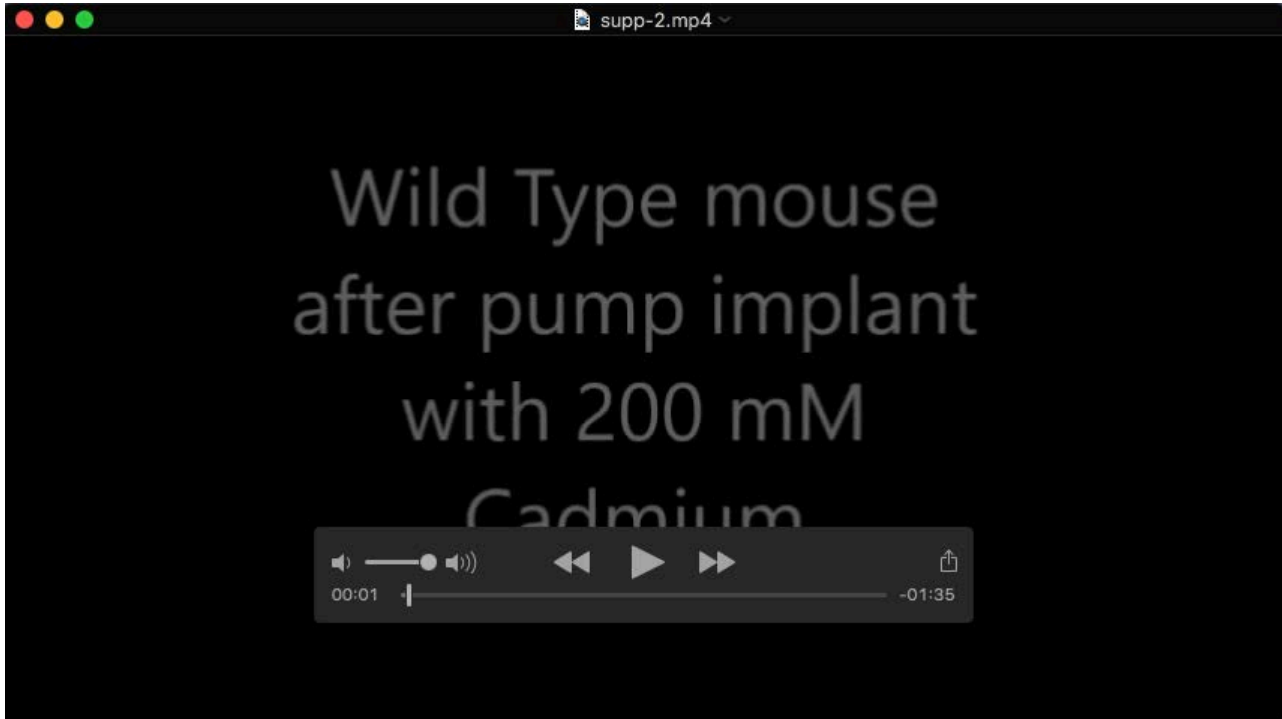 supp-2.mp4
Wild Type mouse
after pump implant
with 200 mM
Cadmium
00:01
-01:35